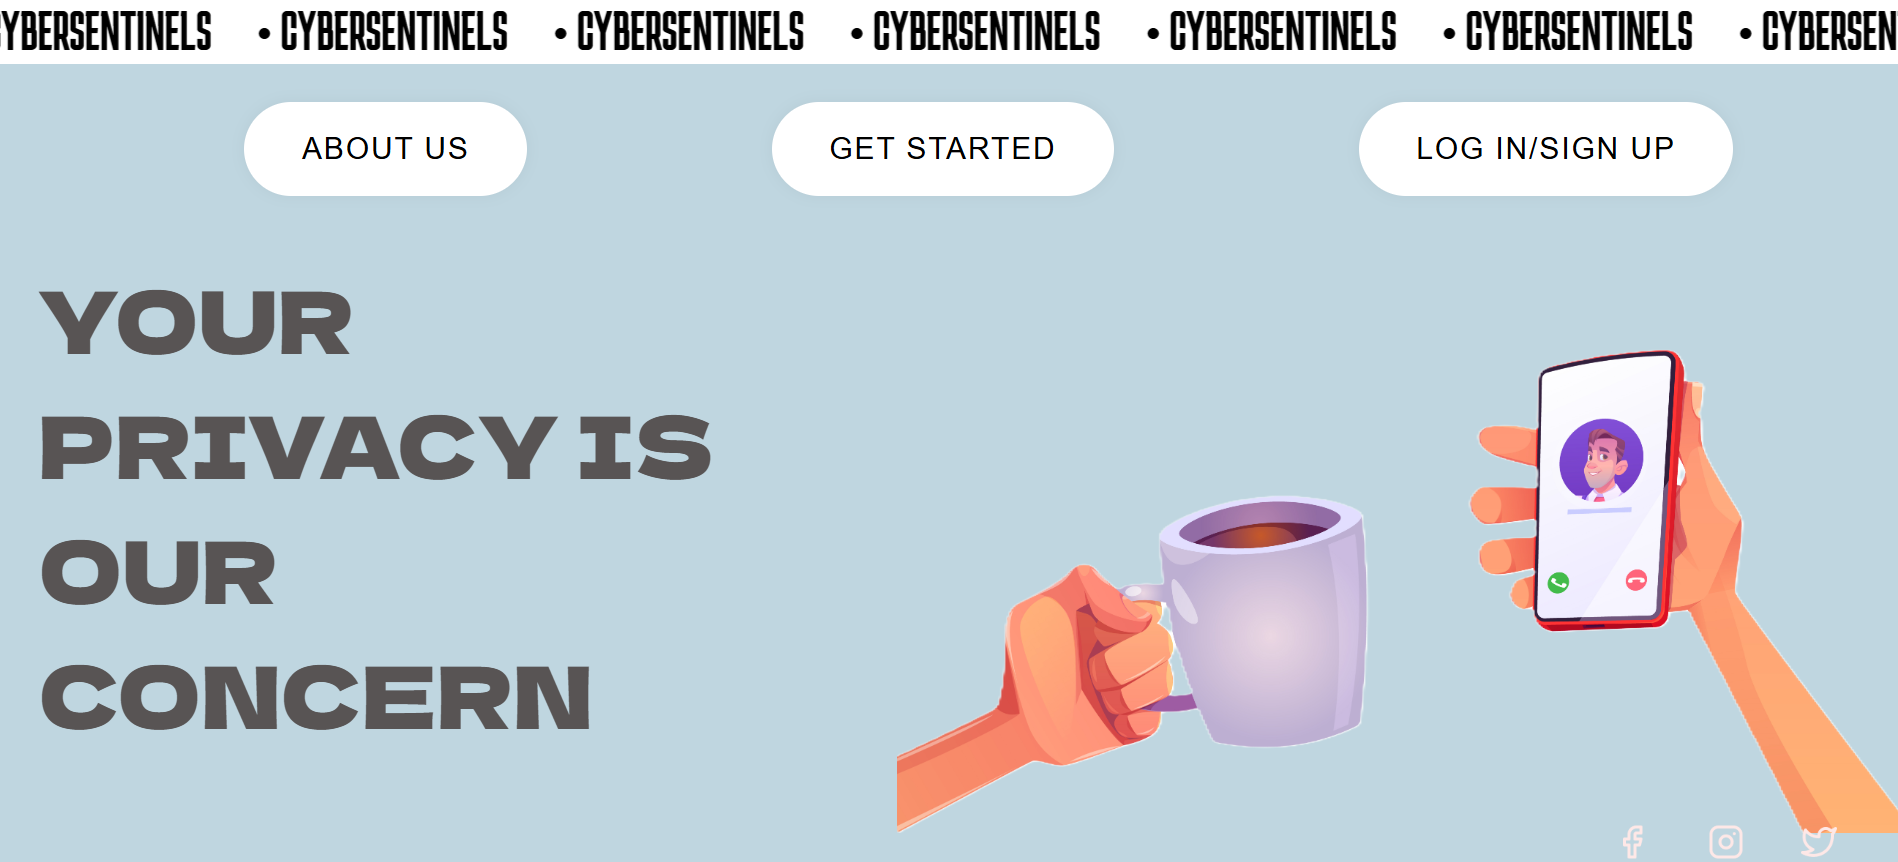 CYBERSENTINELS • CYBERSENTINELS • CYBERSENTINELS • CYBERSENTINELS • CYBERSENTINELS • CYBERSENTINELS • CYBERSEN
ABOUT US
GET STARTED
LOG IN/SIGN UP
YOUR
PRIVACY IS
OUR
CONCERN